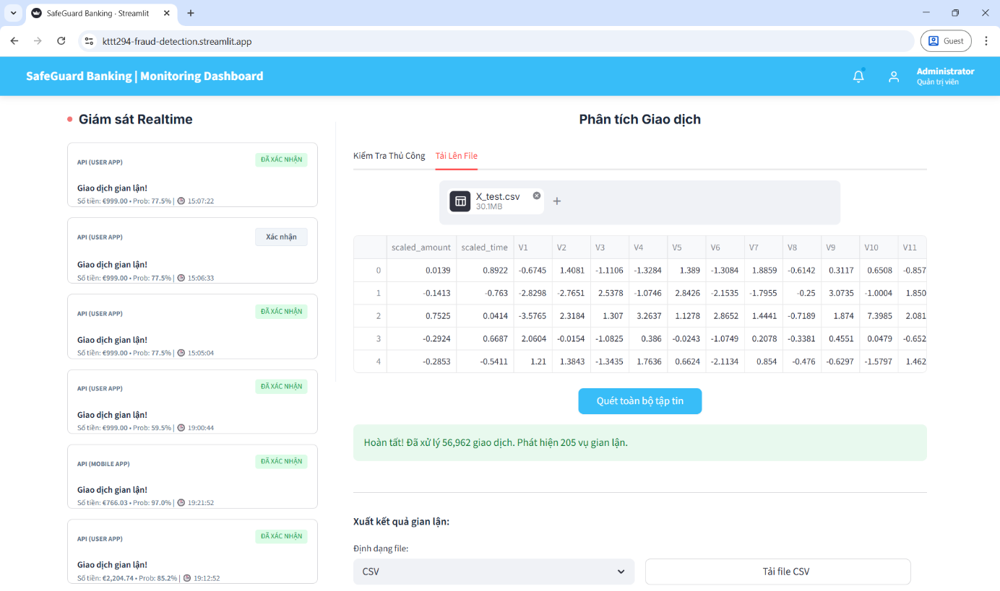 SafeGuard Banking · Streamlit
kttt294-fraud-detection.streamlit.app
Guest
SafeGuard Banking | Monitoring Dashboard
Administrator
Quản trị viên
Giám sát Realtime
API (USER APP)
ĐÃ XÁC NHẬN
Giao dịch gian lận!
Số tiền: €999.00 • Prob: 77.5% | 15:07:22
API (USER APP)
Xác nhận
Giao dịch gian lận!
Số tiền: €999.00 • Prob: 77.5% | 15:06:33
API (USER APP)
ĐÃ XÁC NHẬN
Giao dịch gian lận!
Số tiền: €999.00 • Prob: 77.5% | 15:05:04
API (USER APP)
ĐÃ XÁC NHẬN
Giao dịch gian lận!
Số tiền: €999.00 • Prob: 59.5% | 19:00:44
API (MOBILE APP)
ĐÃ XÁC NHẬN
Giao dịch gian lận!
Số tiền: €766.03 • Prob: 97.0% | 19:21:52
API (USER APP)
ĐÃ XÁC NHẬN
Giao dịch gian lận!
Số tiền: €2,204.74 • Prob: 85.2% | 19:12:52
Phân tích Giao dịch
Kiểm Tra Thủ Công Tải Lên File
X_test.csv
30.1MB
scaled_amount scaled_time V1 V2 V3 V4 V5 V6 V7 V8 V9 V10 V11
0 0.0139 0.8922 -0.6745 1.4081 -1.1106 -1.3284 1.389 -1.3084 1.8859 -0.6142 0.3117 0.6508 -0.857
1 -0.1413 -0.763 -2.8298 -2.7651 2.5378 -1.0746 2.8426 -2.1535 -1.7955 -0.25 3.0735 -1.0004 1.850
2 0.7525 0.0414 -3.5765 2.3184 1.307 3.2637 1.1278 2.8652 1.4441 -0.7189 1.874 7.3985 2.081
3 -0.2924 0.6687 2.0604 -0.0154 -1.0825 0.386 -0.0243 -1.0749 0.2078 -0.3381 0.4551 0.0479 -0.652
4 -0.2853 -0.5411 1.21 1.3843 -1.3435 1.7636 0.6624 -2.1134 0.854 -0.476 -0.6297 -1.5797 1.462
Quét toàn bộ tập tin
Hoàn tất! Đã xử lý 56,962 giao dịch. Phát hiện 205 vụ gian lận.
Xuất kết quả gian lận:
Định dạng file:
CSV
Tải file CSV